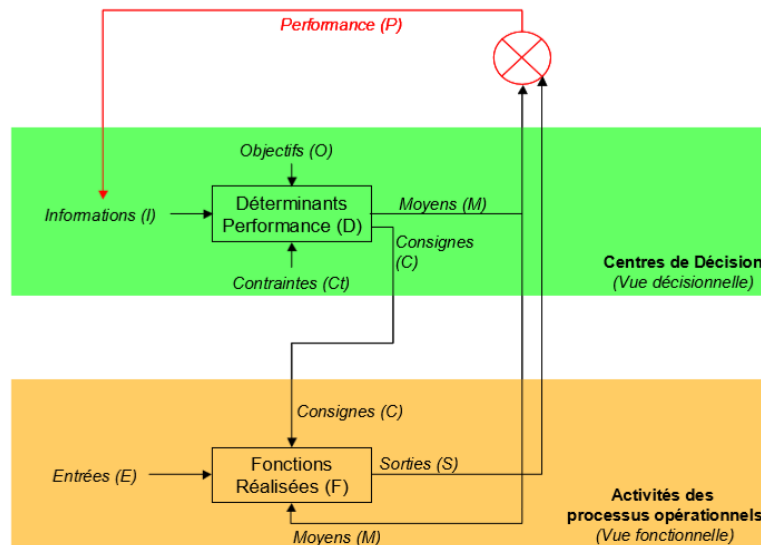 Performance (P)
Objectifs (O)
Informations (I)
Déterminants
Performance (D)
Moyens (M)
Consignes
(C)
Contraintes (Ct)
Centres de Décision
(Vue décisionnelle)
Consignes (C)
Entrées (E)
Fonctions
Réalisées (F)
Sorties (S)
Moyens (M)
Activités des
processus opérationnels
(Vue fonctionnelle)